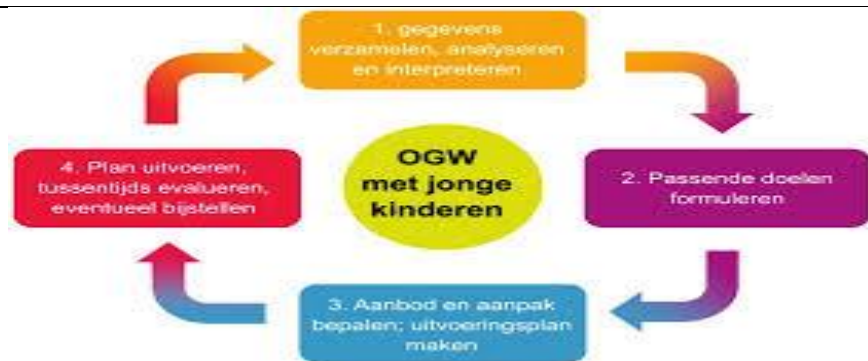 1. gegevens
verzamelen, analyseren
en interpreteren
4. Plan uitvoeren,
tussentijds evalueren,
eventueel bijstellen
OGW
met jonge
kinderen
2. Passende doelen
formuleren
3. Aanbod en aanpak
bepalen; uitvoeringsplan
maken